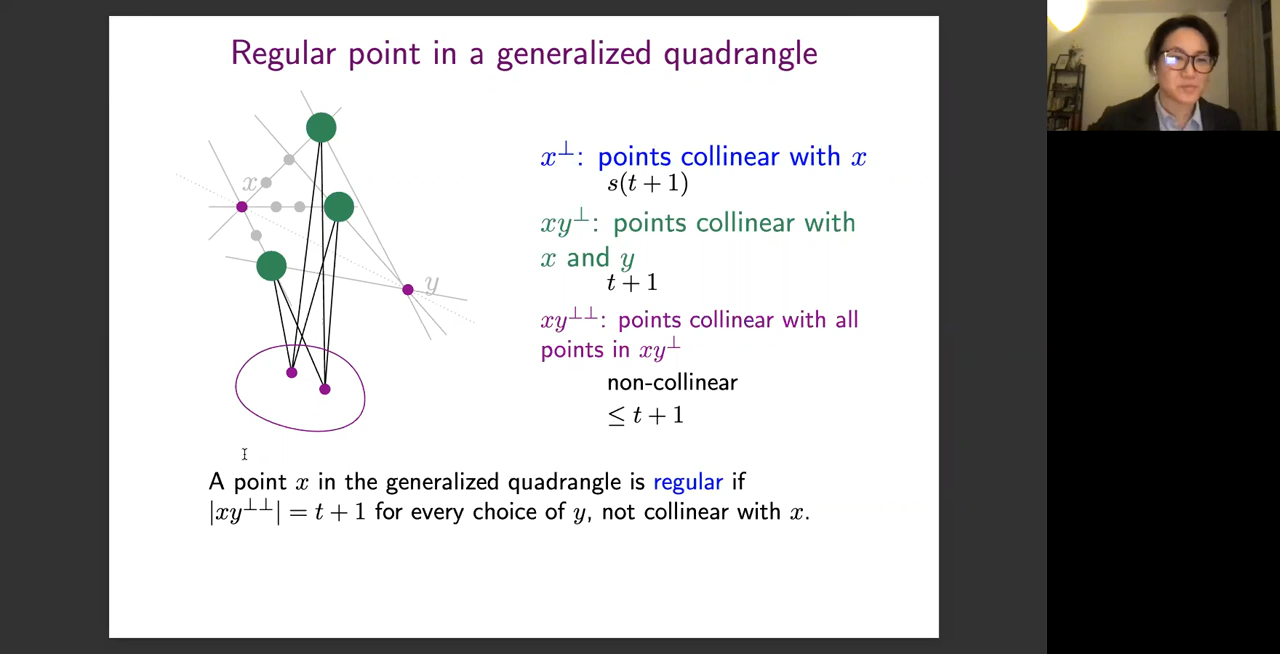 Regular point in a generalized quadrangle
x
y
x^⊥: points collinear with x
s(t + 1)
xy^⊥: points collinear with
x and y
t + 1
xy^⊥⊥: points collinear with all
points in xy^⊥
non-collinear
≤ t + 1
A point x in the generalized quadrangle is regular if
|xy^⊥⊥| = t + 1 for every choice of y, not collinear with x.